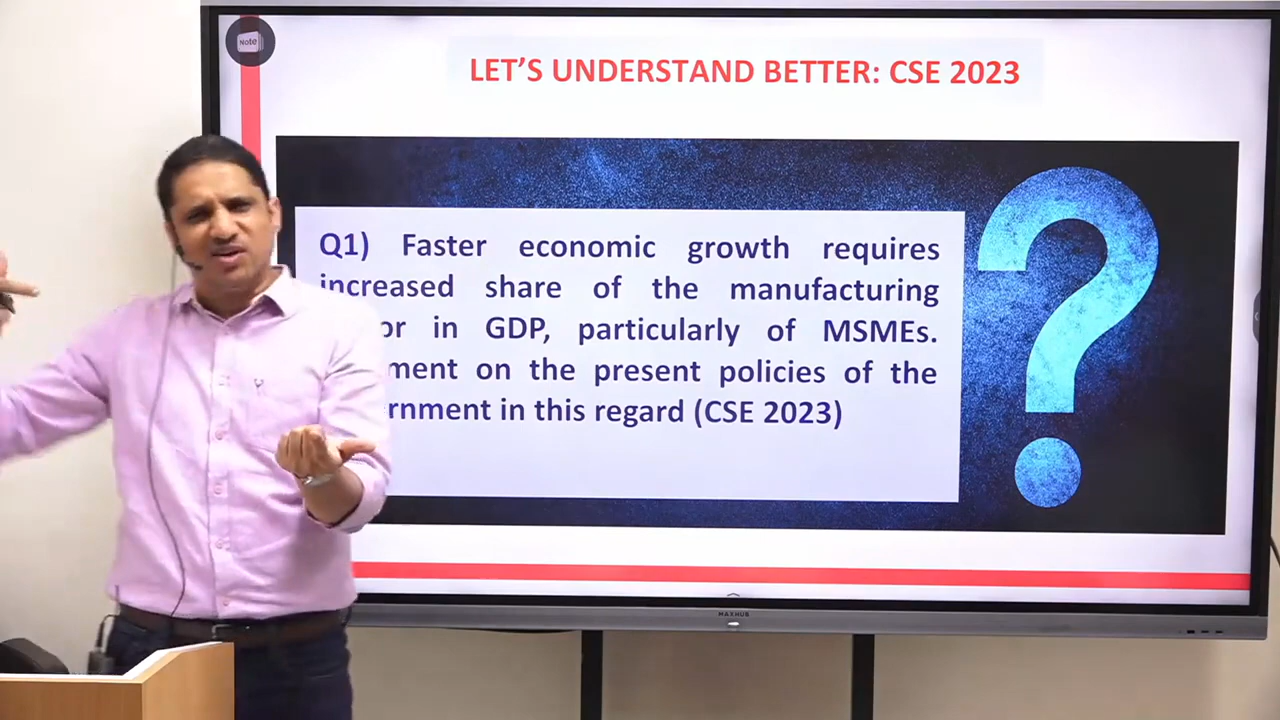 Note
LET'S UNDERSTAND BETTER: CSE 2023
Q1) Faster economic growth requires
increased share of the manufacturing
in GDP, particularly of MSMEs.
on the present policies of the
in this regard (CSE 2023)
MAXHUB